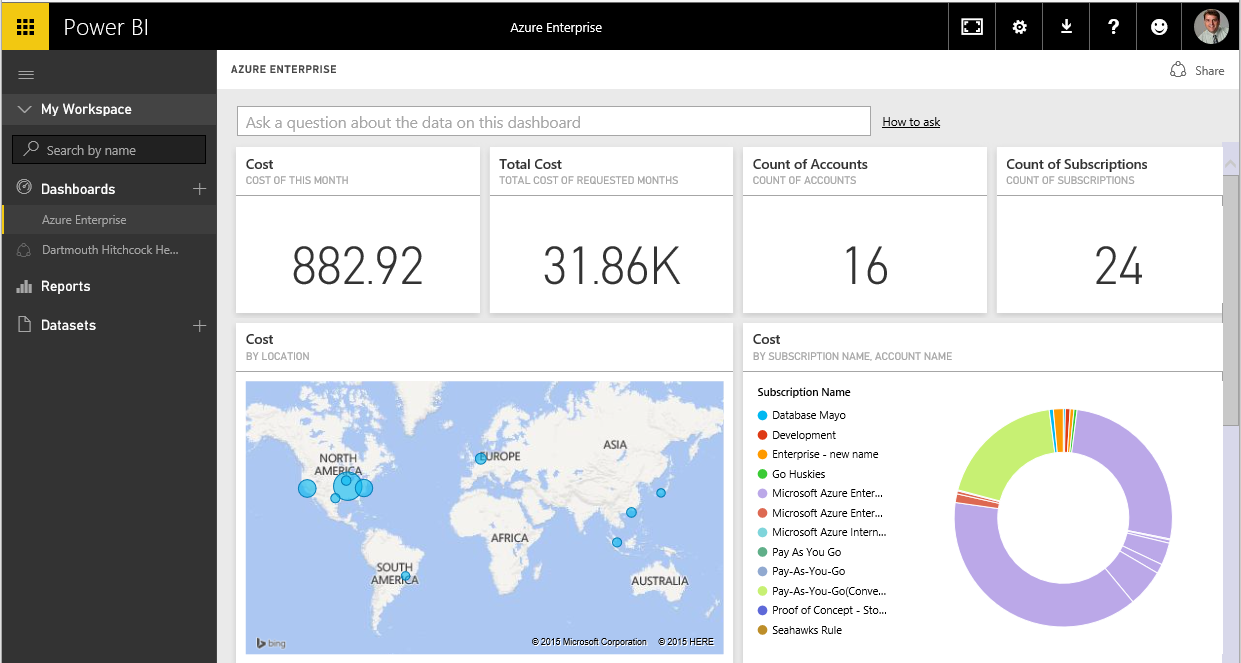 Power BI
Azure Enterprise
?
AZURE ENTERPRISE
Share
My Workspace
Search by name
Dashboards
Azure Enterprise
Dartmouth Hitchcock He...
Reports
Datasets
Ask a question about the data on this dashboard
How to ask
Cost
COST OF THIS MONTH
882.92
Total Cost
TOTAL COST OF REQUESTED MONTHS
31.86K
Count of Accounts
COUNT OF ACCOUNTS
16
Count of Subscriptions
COUNT OF SUBSCRIPTIONS
24
Cost
BY LOCATION
NORTH
AMERICA
EUROPE
ASIA
AFRICA
SOUTH
AMERICA
AUSTRALIA
bing
© 2015 Microsoft Corporation © 2015 HERE
Cost
BY SUBSCRIPTION NAME, ACCOUNT NAME
Subscription Name
Database Mayo
Development
Enterprise - new name
Go Huskies
Microsoft Azure Enter...
Microsoft Azure Enter...
Microsoft Azure Intern...
Pay As You Go
Pay-As-You-Go
Pay-As-You-Go(Conve...
Proof of Concept - Sto...
Seahawks Rule